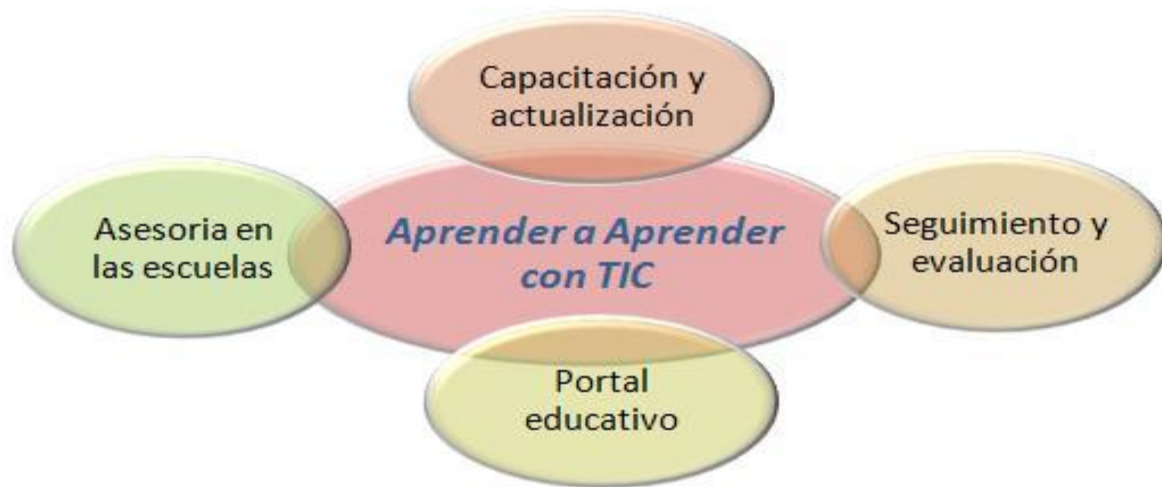 Capacitación y
actualización
Asesoria en
las escuelas
Aprender a Aprender
con TIC
Seguimiento y
evaluación
Portal
educativo